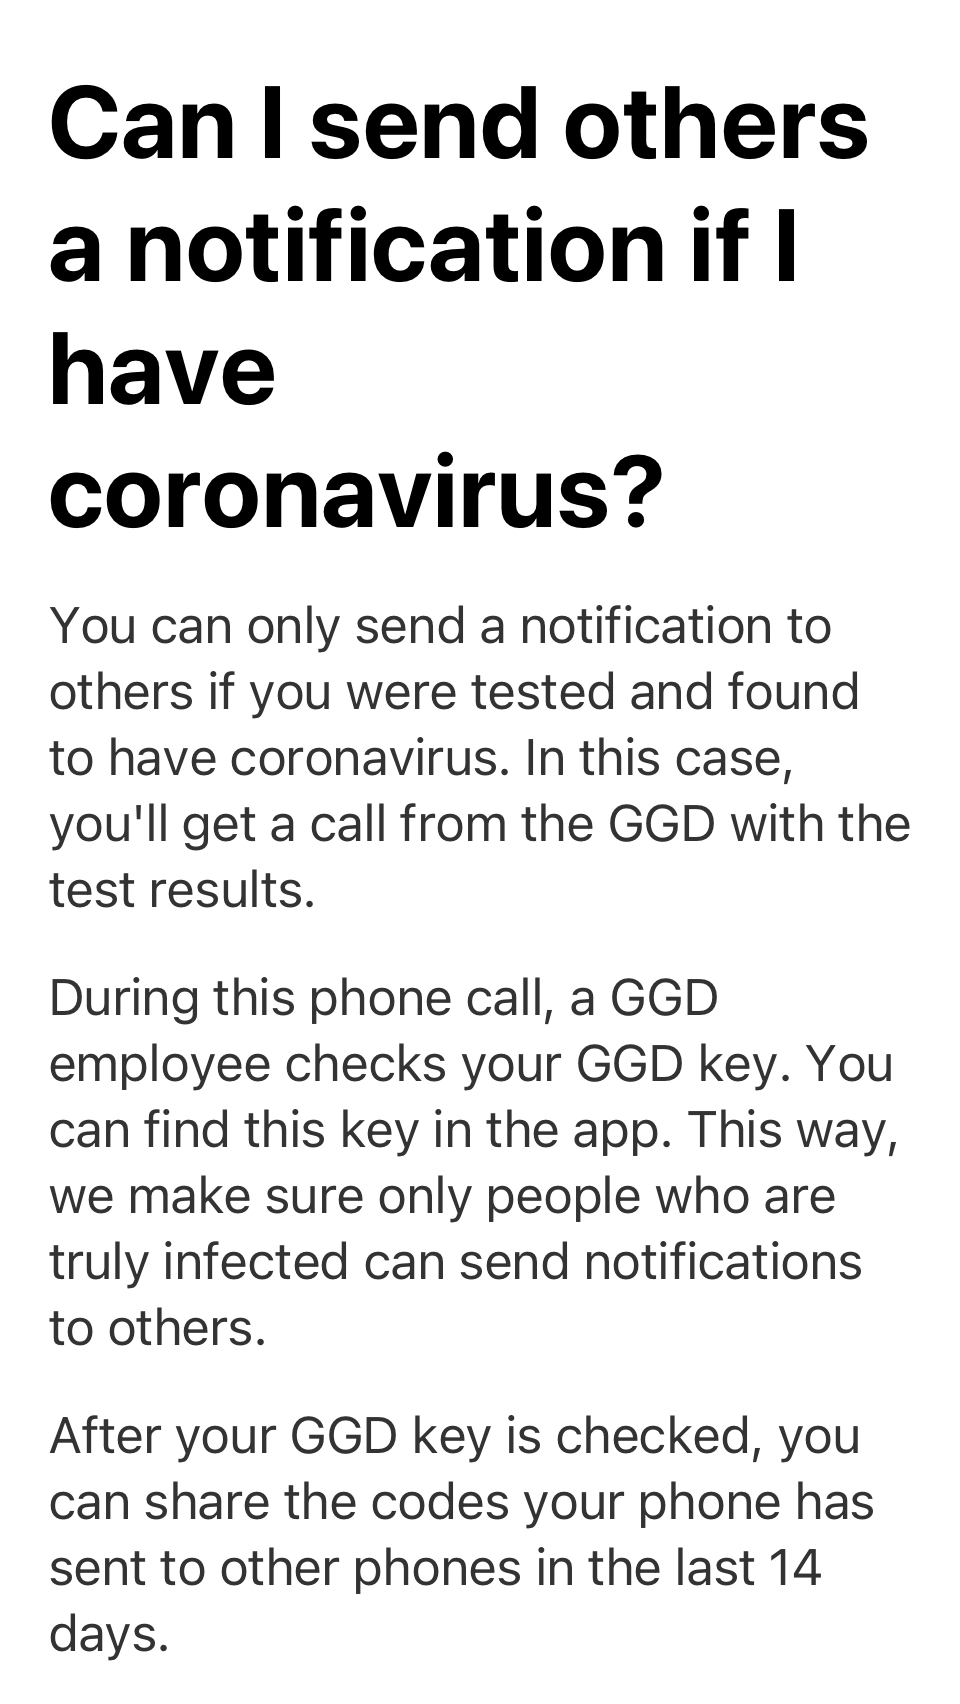 Can I send others
a notification if I
have
coronavirus?
You can only send a notification to
others if you were tested and found
to have coronavirus. In this case,
you'll get a call from the GGD with the
test results.
During this phone call, a GGD
employee checks your GGD key. You
can find this key in the app. This way,
we make sure only people who are
truly infected can send notifications
to others.
After your GGD key is checked, you
can share the codes your phone has
sent to other phones in the last 14
days.